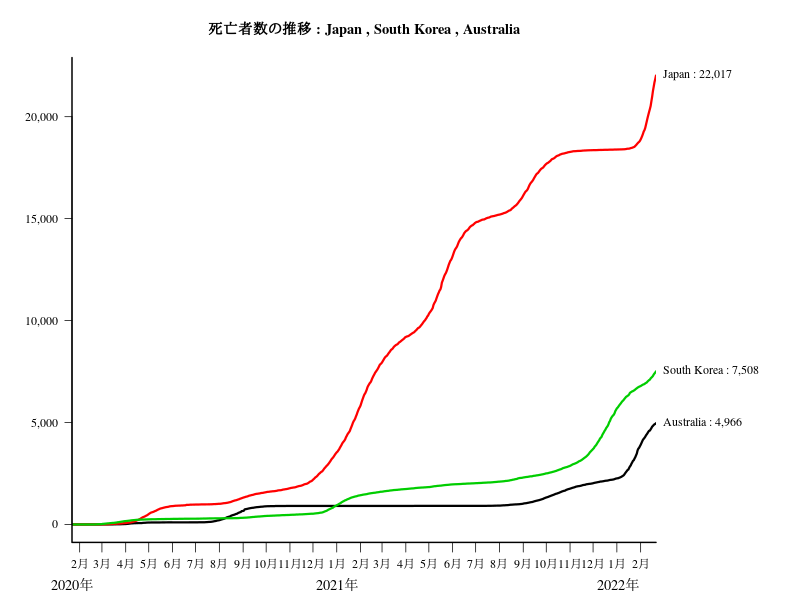 死亡者数の推移 : Japan , South Korea , Australia
Japan : 22,017
20,000
15,000
10,000
South Korea : 7,508
5,000
Australia : 4,966
0
2月 3月 4月 5月 6月 7月 8月 9月 10月 11月 12月 1月 2月 3月 4月 5月 6月 7月 8月 9月 10月 11月 12月 1月 2月
2020年 2021年 2022年